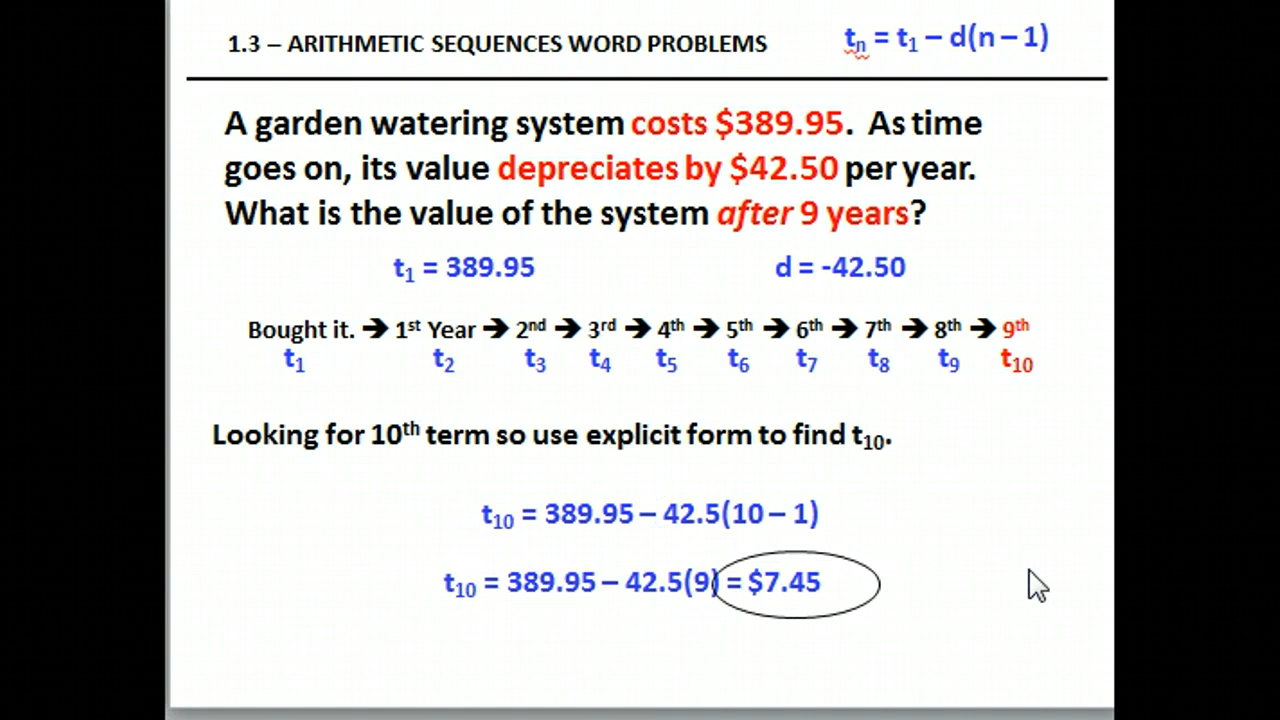 1.3 – ARITHMETIC SEQUENCES WORD PROBLEMS
tₙ = t₁ – d(n – 1)
A garden watering system costs $389.95. As time
goes on, its value depreciates by $42.50 per year.
What is the value of the system after 9 years?
t₁ = 389.95 d = -42.50
Bought it. ➔ 1ˢᵗ Year ➔ 2ⁿᵈ ➔ 3ʳᵈ ➔ 4ᵗʰ ➔ 5ᵗʰ ➔ 6ᵗʰ ➔ 7ᵗʰ ➔ 8ᵗʰ ➔ 9ᵗʰ
t₁ t₂ t₃ t₄ t₅ t₆ t₇ t₈ t₉ t₁₀
Looking for 10ᵗʰ term so use explicit form to find t₁₀.
t₁₀ = 389.95 – 42.5(10 – 1)
t₁₀ = 389.95 – 42.5(9) = $7.45